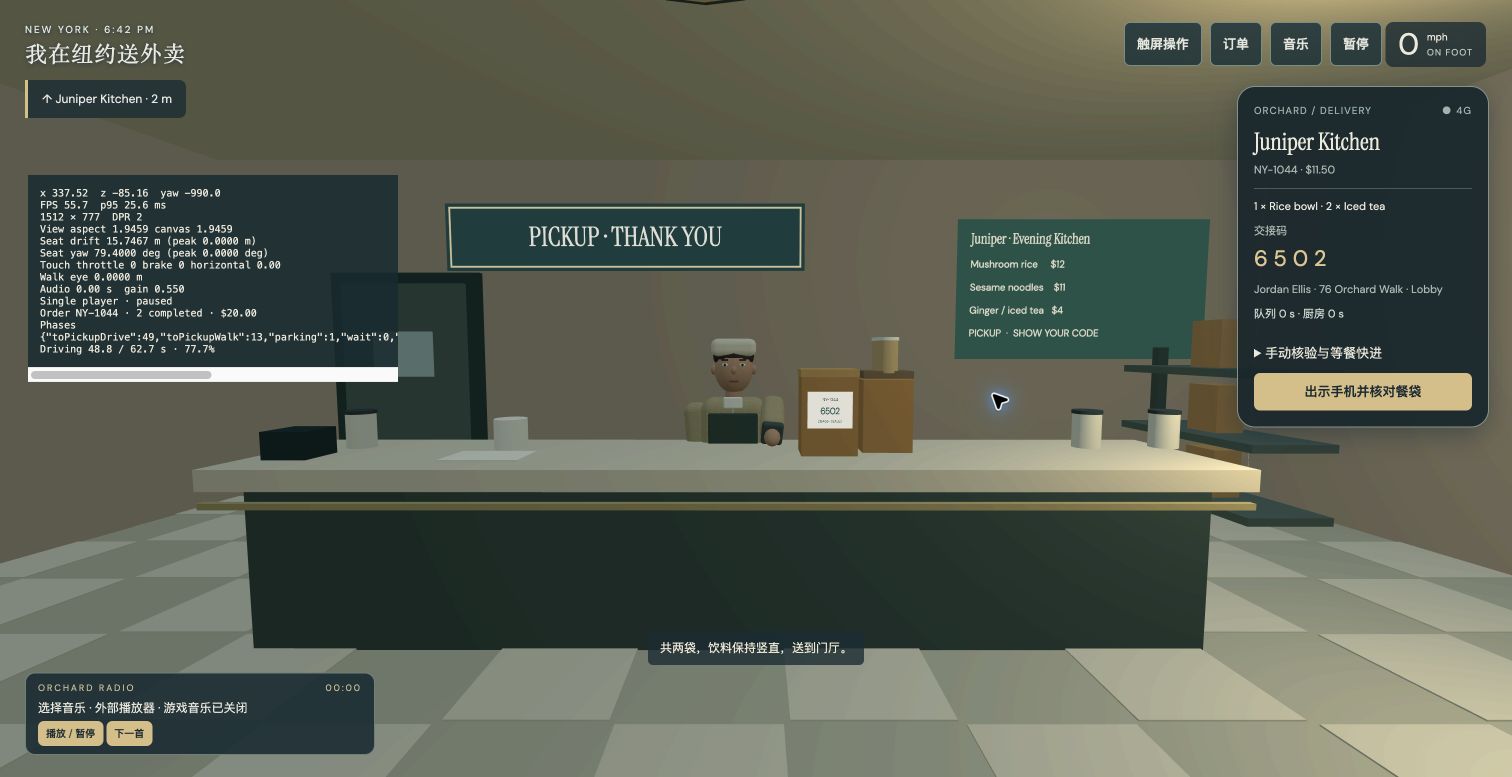 NEW YORK · 6:42 PM
我在纽约送外卖
↑ Juniper Kitchen · 2 m
触屏操作
订单
音乐
暂停
0 mph
ON FOOT
ORCHARD / DELIVERY
4G
Juniper Kitchen
NY-1044 · $11.50
1 × Rice bowl · 2 × Iced tea
交接码
6502
Jordan Ellis · 76 Orchard Walk · Lobby
队列 0 s · 厨房 0 s
▶ 手动核验与等餐快进
出示手机并核对餐袋
x 337.52 z -85.16 yaw -990.0
FPS 55.7 p95 25.6 ms
1512 × 777 DPR 2
View aspect 1.9459 canvas 1.9459
Seat drift 15.7467 m (peak 0.0000 m)
Seat yaw 79.4000 deg (peak 0.0000 deg)
Touch throttle 0 brake 0 horizontal 0.00
Walk eye 0.0000 m
Audio 0.00 s gain 0.550
Single player · paused
Order NY-1044 · 2 completed · $20.00
Phases
{"toPickupDrive":49,"toPickupWalk":13,"parking":1,"wait":0,"
Driving 48.8 / 62.7 s · 77.7%
PICKUP · THANK YOU
Juniper · Evening Kitchen
Mushroom rice $12
Sesame noodles $11
Ginger / iced tea $4
PICKUP · SHOW YOUR CODE
NY-1044
6502
共两袋，饮料保持竖直，送到门厅。
ORCHARD RADIO
00:00
选择音乐 · 外部播放器 · 游戏音乐已关闭
播放 / 暂停
下一首